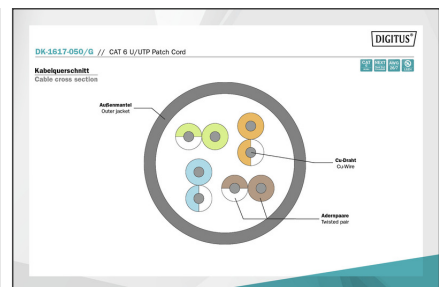 DIGITUS®
DK-1617-050/G // CAT 6 U/UTP Patch Cord
Kabelquerschnitt
Cable cross section
Außenmantel
Outer jacket
Cu-Draht
Cu-Wire
Adernpaare
Twisted pair